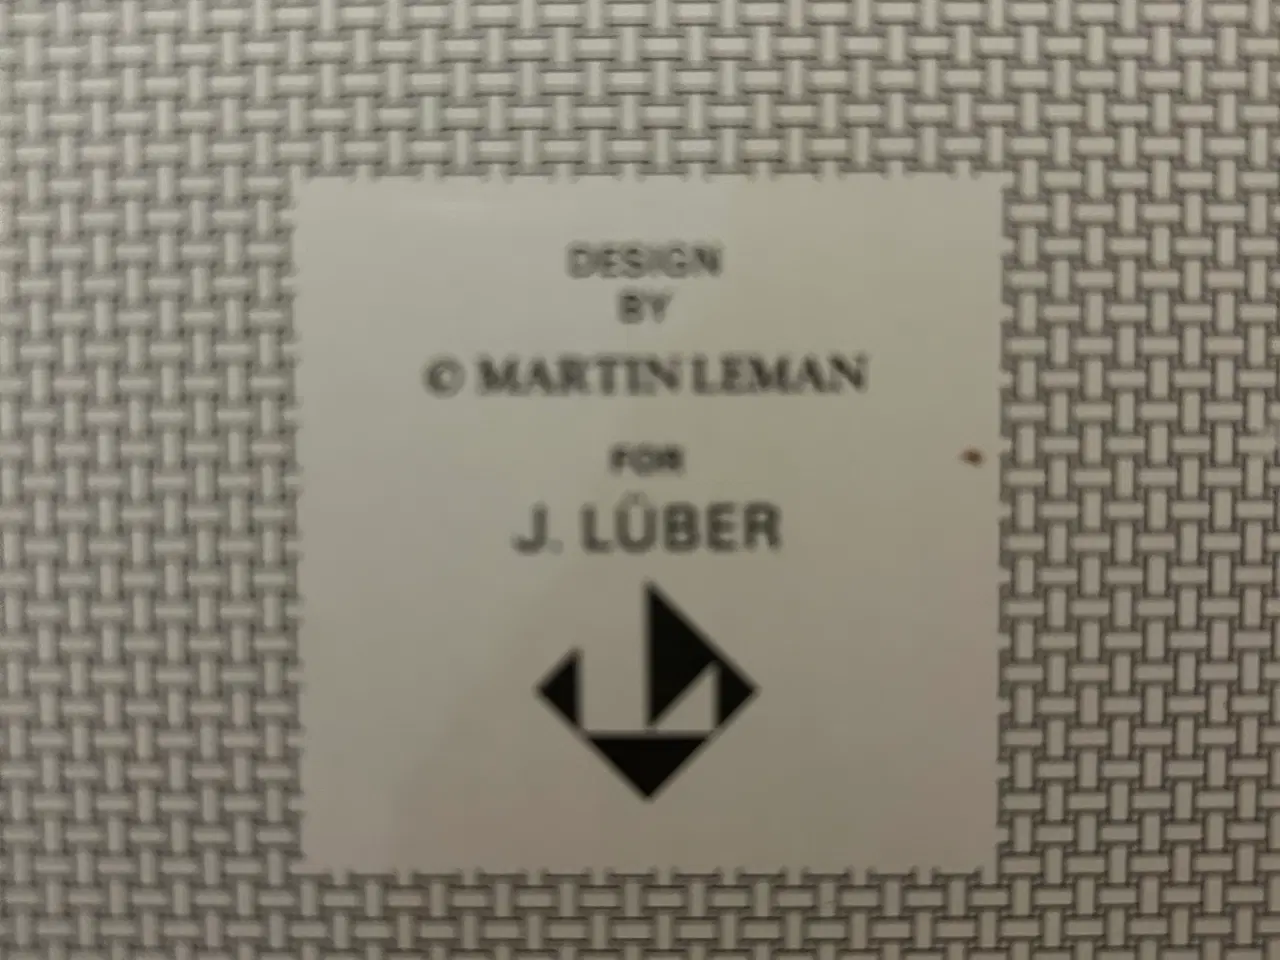 DESIGN
BY
© MARTIN LEMAN
FOR
J. LÜBER